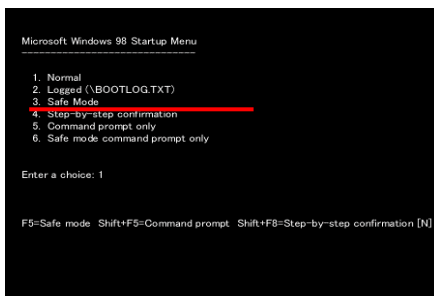 Microsoft Windows 98 Startup Menu
------------------------------
1. Normal
2. Logged (\BOOTLOG.TXT)
3. Safe Mode
4. Step-by-step confirmation
5. Command prompt only
6. Safe mode command prompt only
Enter a choice: 1
F5=Safe mode Shift+F5=Command prompt Shift+F8=Step-by-step confirmation [N]